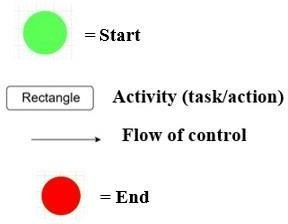 = Start
Rectangle Activity (task/action)
Flow of control
= End